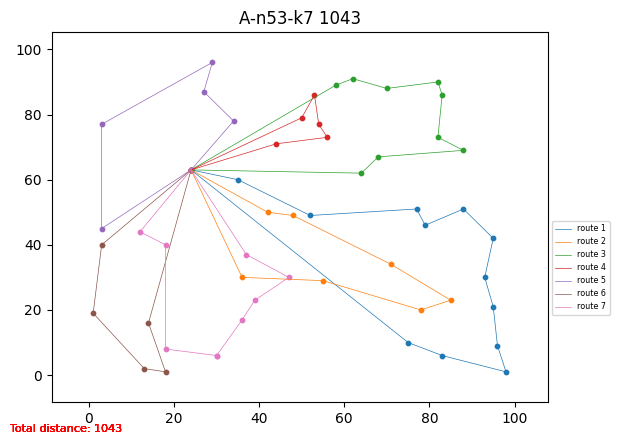 A-n53-k7 1043
100
80
60
40
20
0
0 20 40 60 80 100
route 1
route 2
route 3
route 4
route 5
route 6
route 7
Total distance: 1043